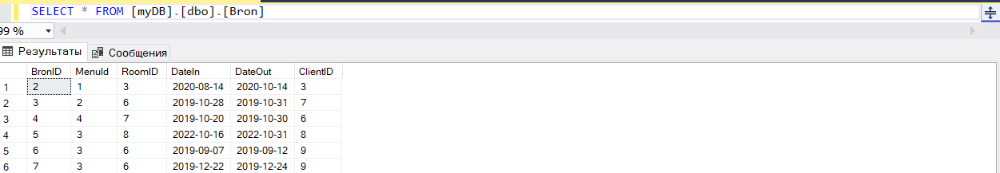 SELECT * FROM [myDB].[dbo].[Bron]
99 %
Результаты Сообщения
BronID MenuId RoomID DateIn DateOut ClientID
1 2 1 3 2020-08-14 2020-10-14 3
2 3 2 6 2019-10-28 2019-10-31 7
3 4 4 7 2019-10-20 2019-10-30 6
4 5 3 8 2022-10-16 2022-10-31 8
5 6 3 6 2019-09-07 2019-09-12 9
6 7 3 6 2019-12-22 2019-12-24 9